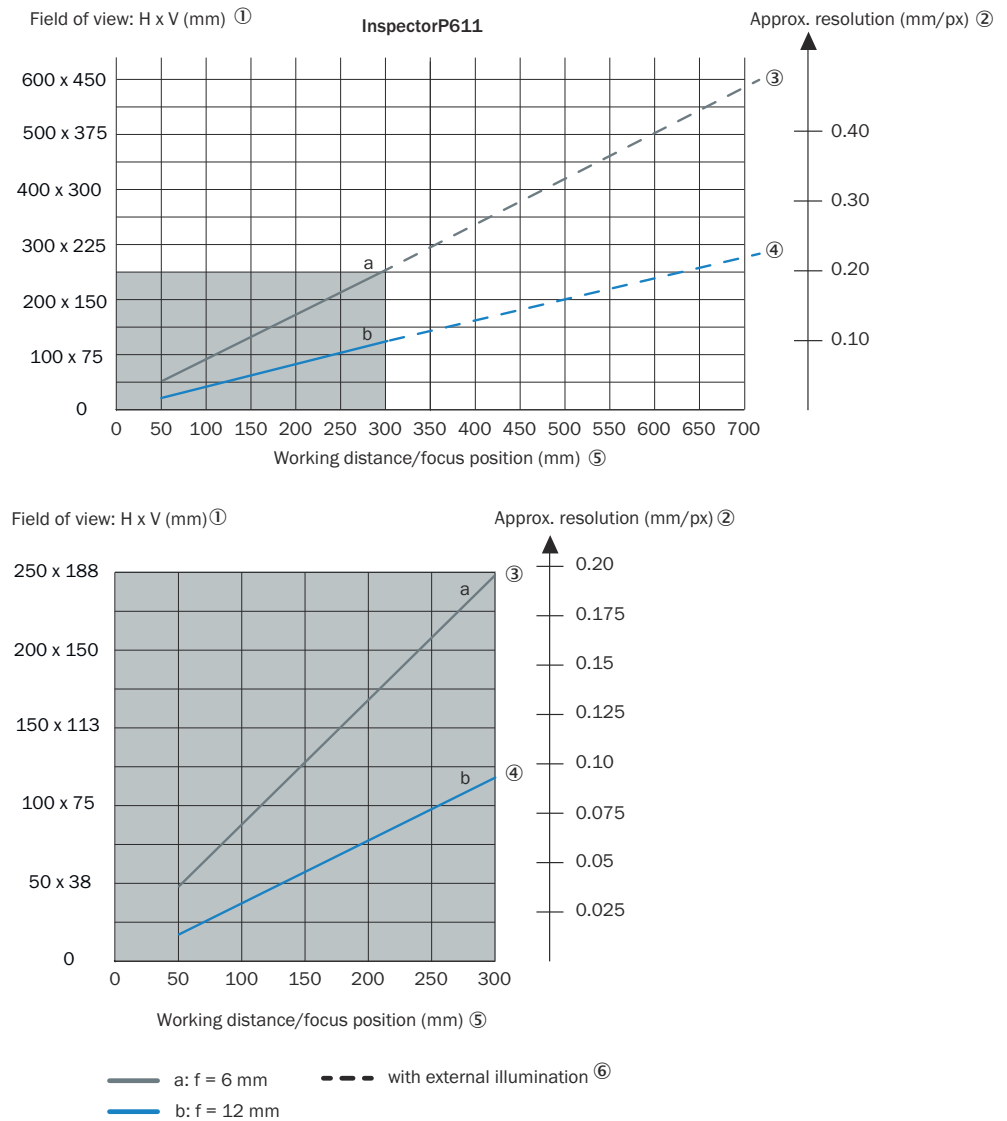 Field of view: H x V (mm) ①
InspectorP611
Approx. resolution (mm/px) ②
600 x 450
500 x 375
400 x 300
300 x 225
200 x 150
100 x 75
0
a
b
③
④
0.40
0.30
0.20
0.10
0 50 100 150 200 250 300 350 400 450 500 550 600 650 700
Working distance/focus position (mm) ⑤
Field of view: H x V (mm) ①
Approx. resolution (mm/px) ②
250 x 188
200 x 150
150 x 113
100 x 75
50 x 38
0
a
b
③
④
0.20
0.175
0.15
0.125
0.10
0.075
0.05
0.025
0 50 100 150 200 250 300
Working distance/focus position (mm) ⑤
a: f = 6 mm
with external illumination ⑥
b: f = 12 mm